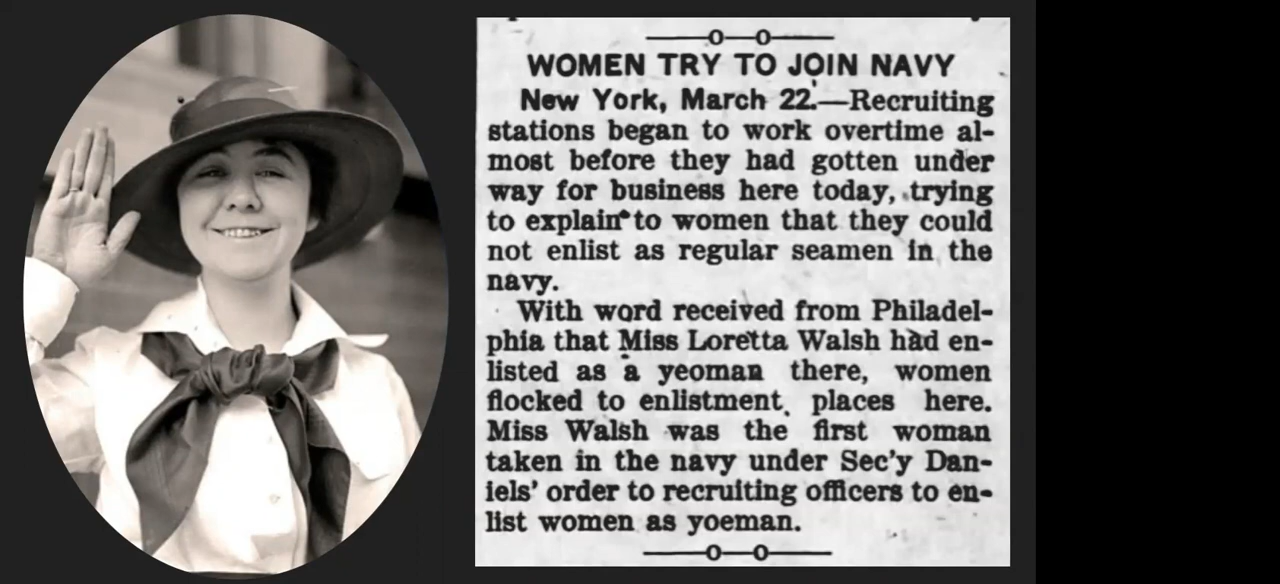 WOMEN TRY TO JOIN NAVY
New York, March 22.—Recruiting
stations began to work overtime al-
most before they had gotten under
way for business here today, trying
to explain to women that they could
not enlist as regular seamen in the
navy.
With word received from Philadel-
phia that Miss Loretta Walsh had en-
listed as a yeoman there, women
flocked to enlistment places here.
Miss Walsh was the first woman
taken in the navy under Sec'y Dan-
iels' order to recruiting officers to en-
list women as yoeman.